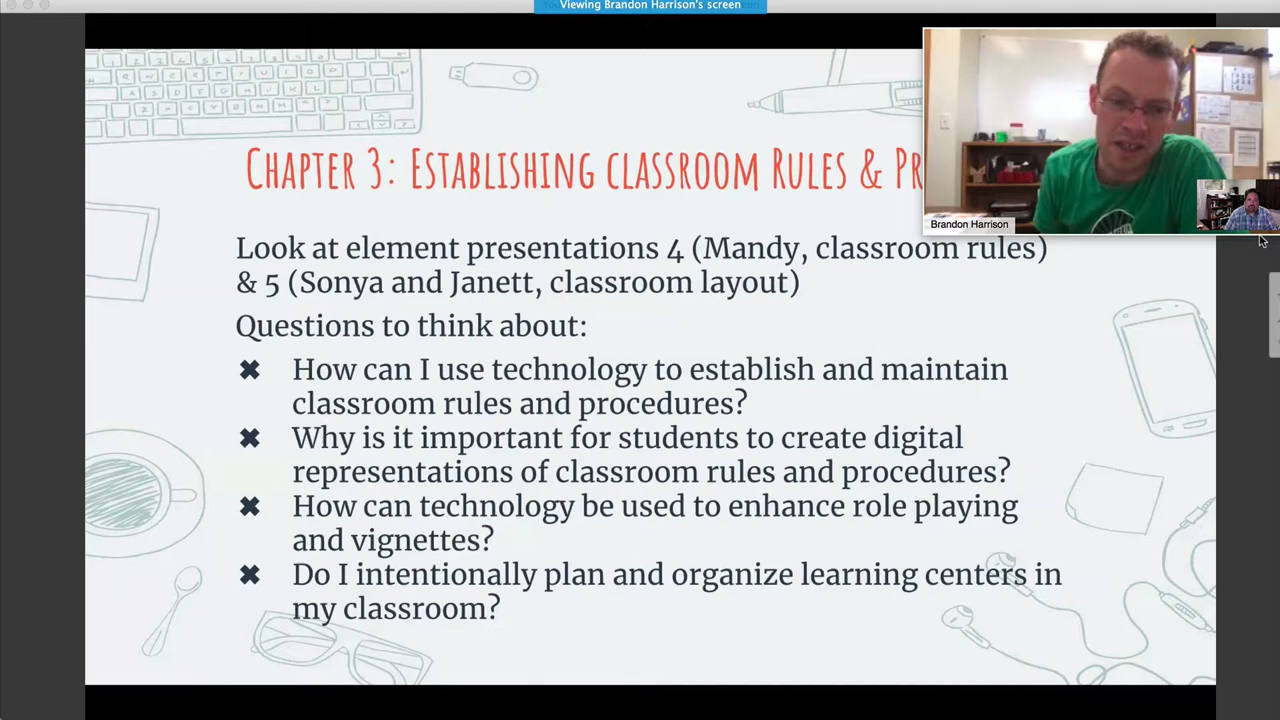 Viewing Brandon Harrison's screen
CHAPTER 3: ESTABLISHING CLASSROOM RULES & PR
Brandon Harrison
Look at element presentations 4 (Mandy, classroom rules)
& 5 (Sonya and Janett, classroom layout)
Questions to think about:
✖ How can I use technology to establish and maintain
classroom rules and procedures?
✖ Why is it important for students to create digital
representations of classroom rules and procedures?
✖ How can technology be used to enhance role playing
and vignettes?
✖ Do I intentionally plan and organize learning centers in
my classroom?